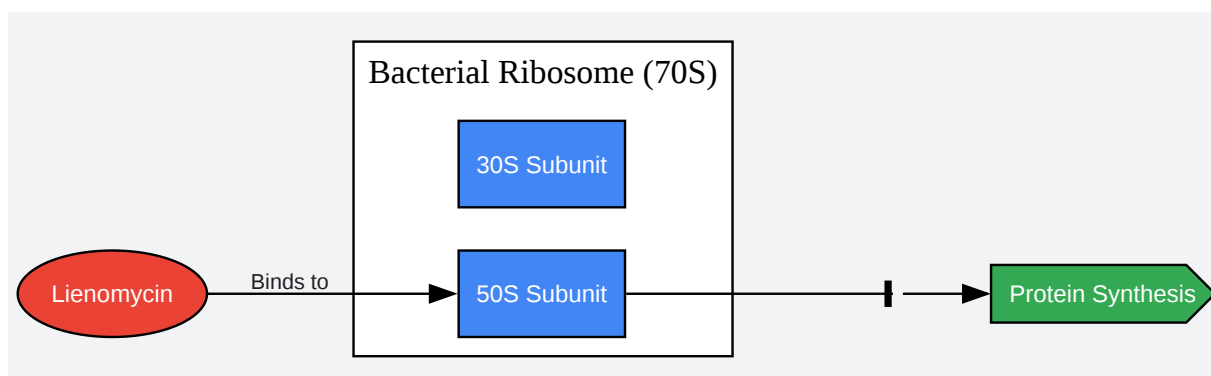 Bacterial Ribosome (70S)
30S Subunit
Lienomycin
Binds to
50S Subunit
Protein Synthesis